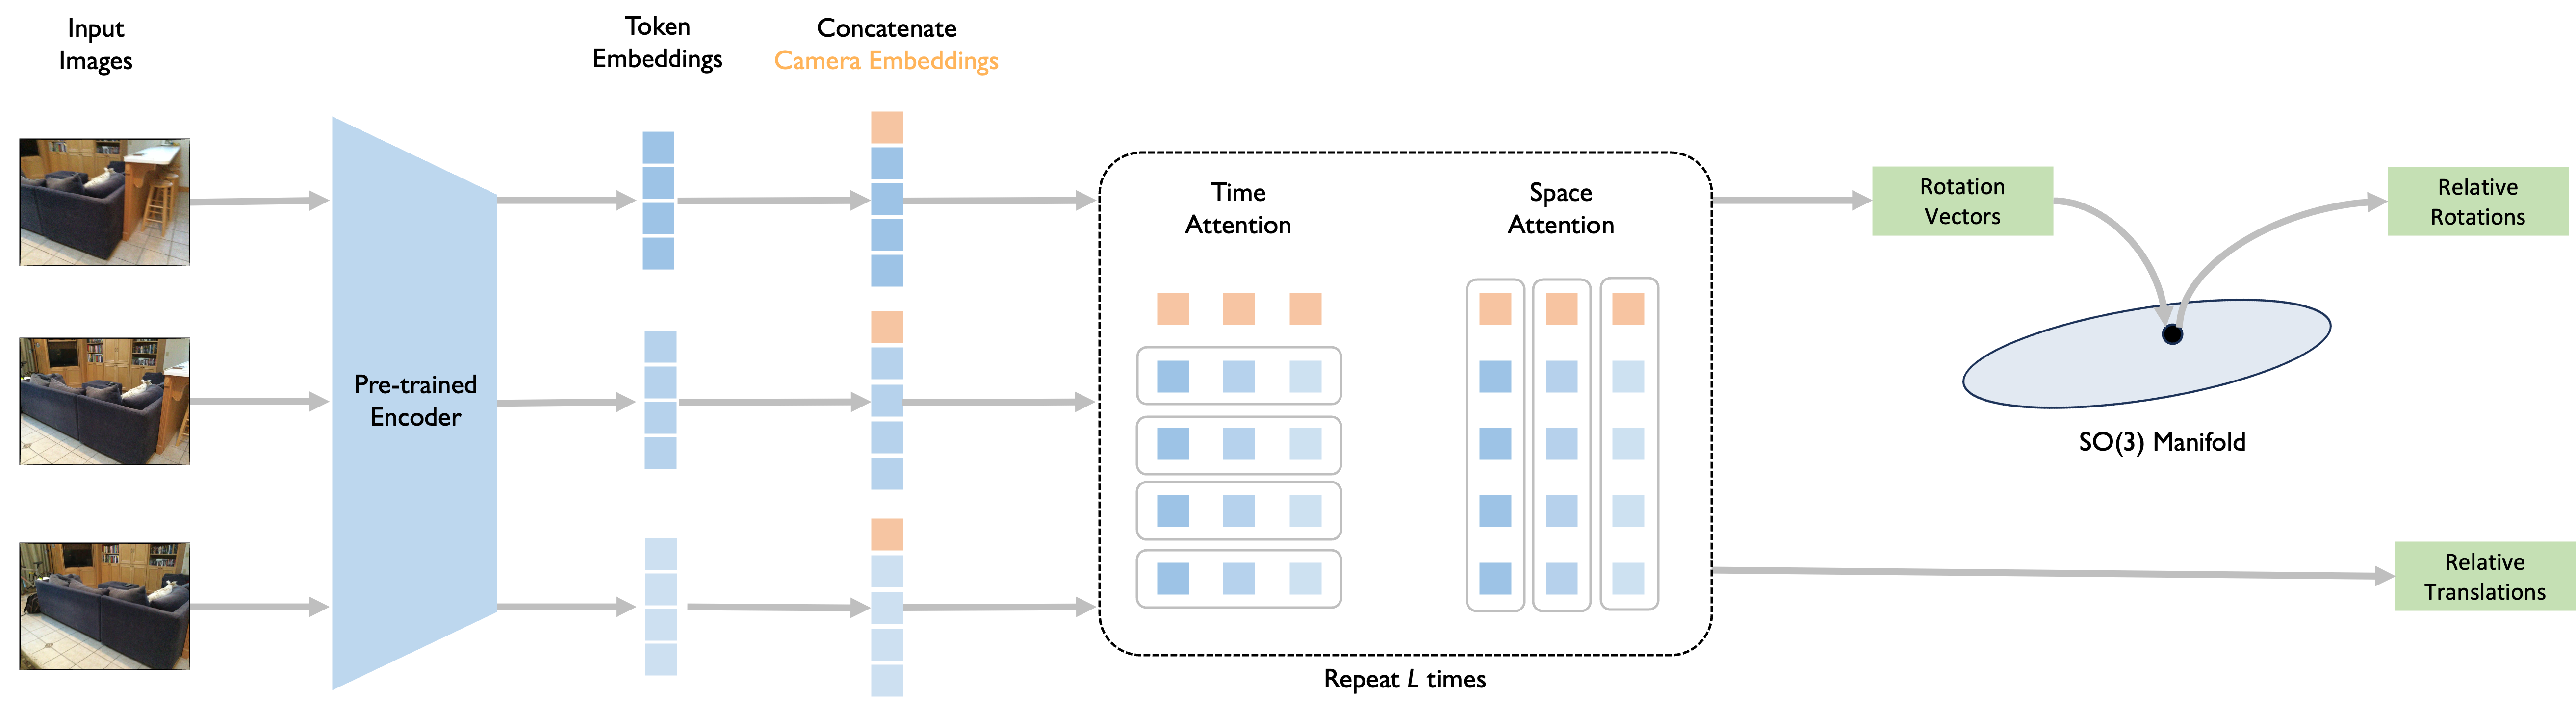 Input
Images
Token
Embeddings
Concatenate
Camera Embeddings
Pre-trained
Encoder
Time
Attention
Space
Attention
Repeat L times
Rotation
Vectors
Relative
Rotations
SO(3) Manifold
Relative
Translations